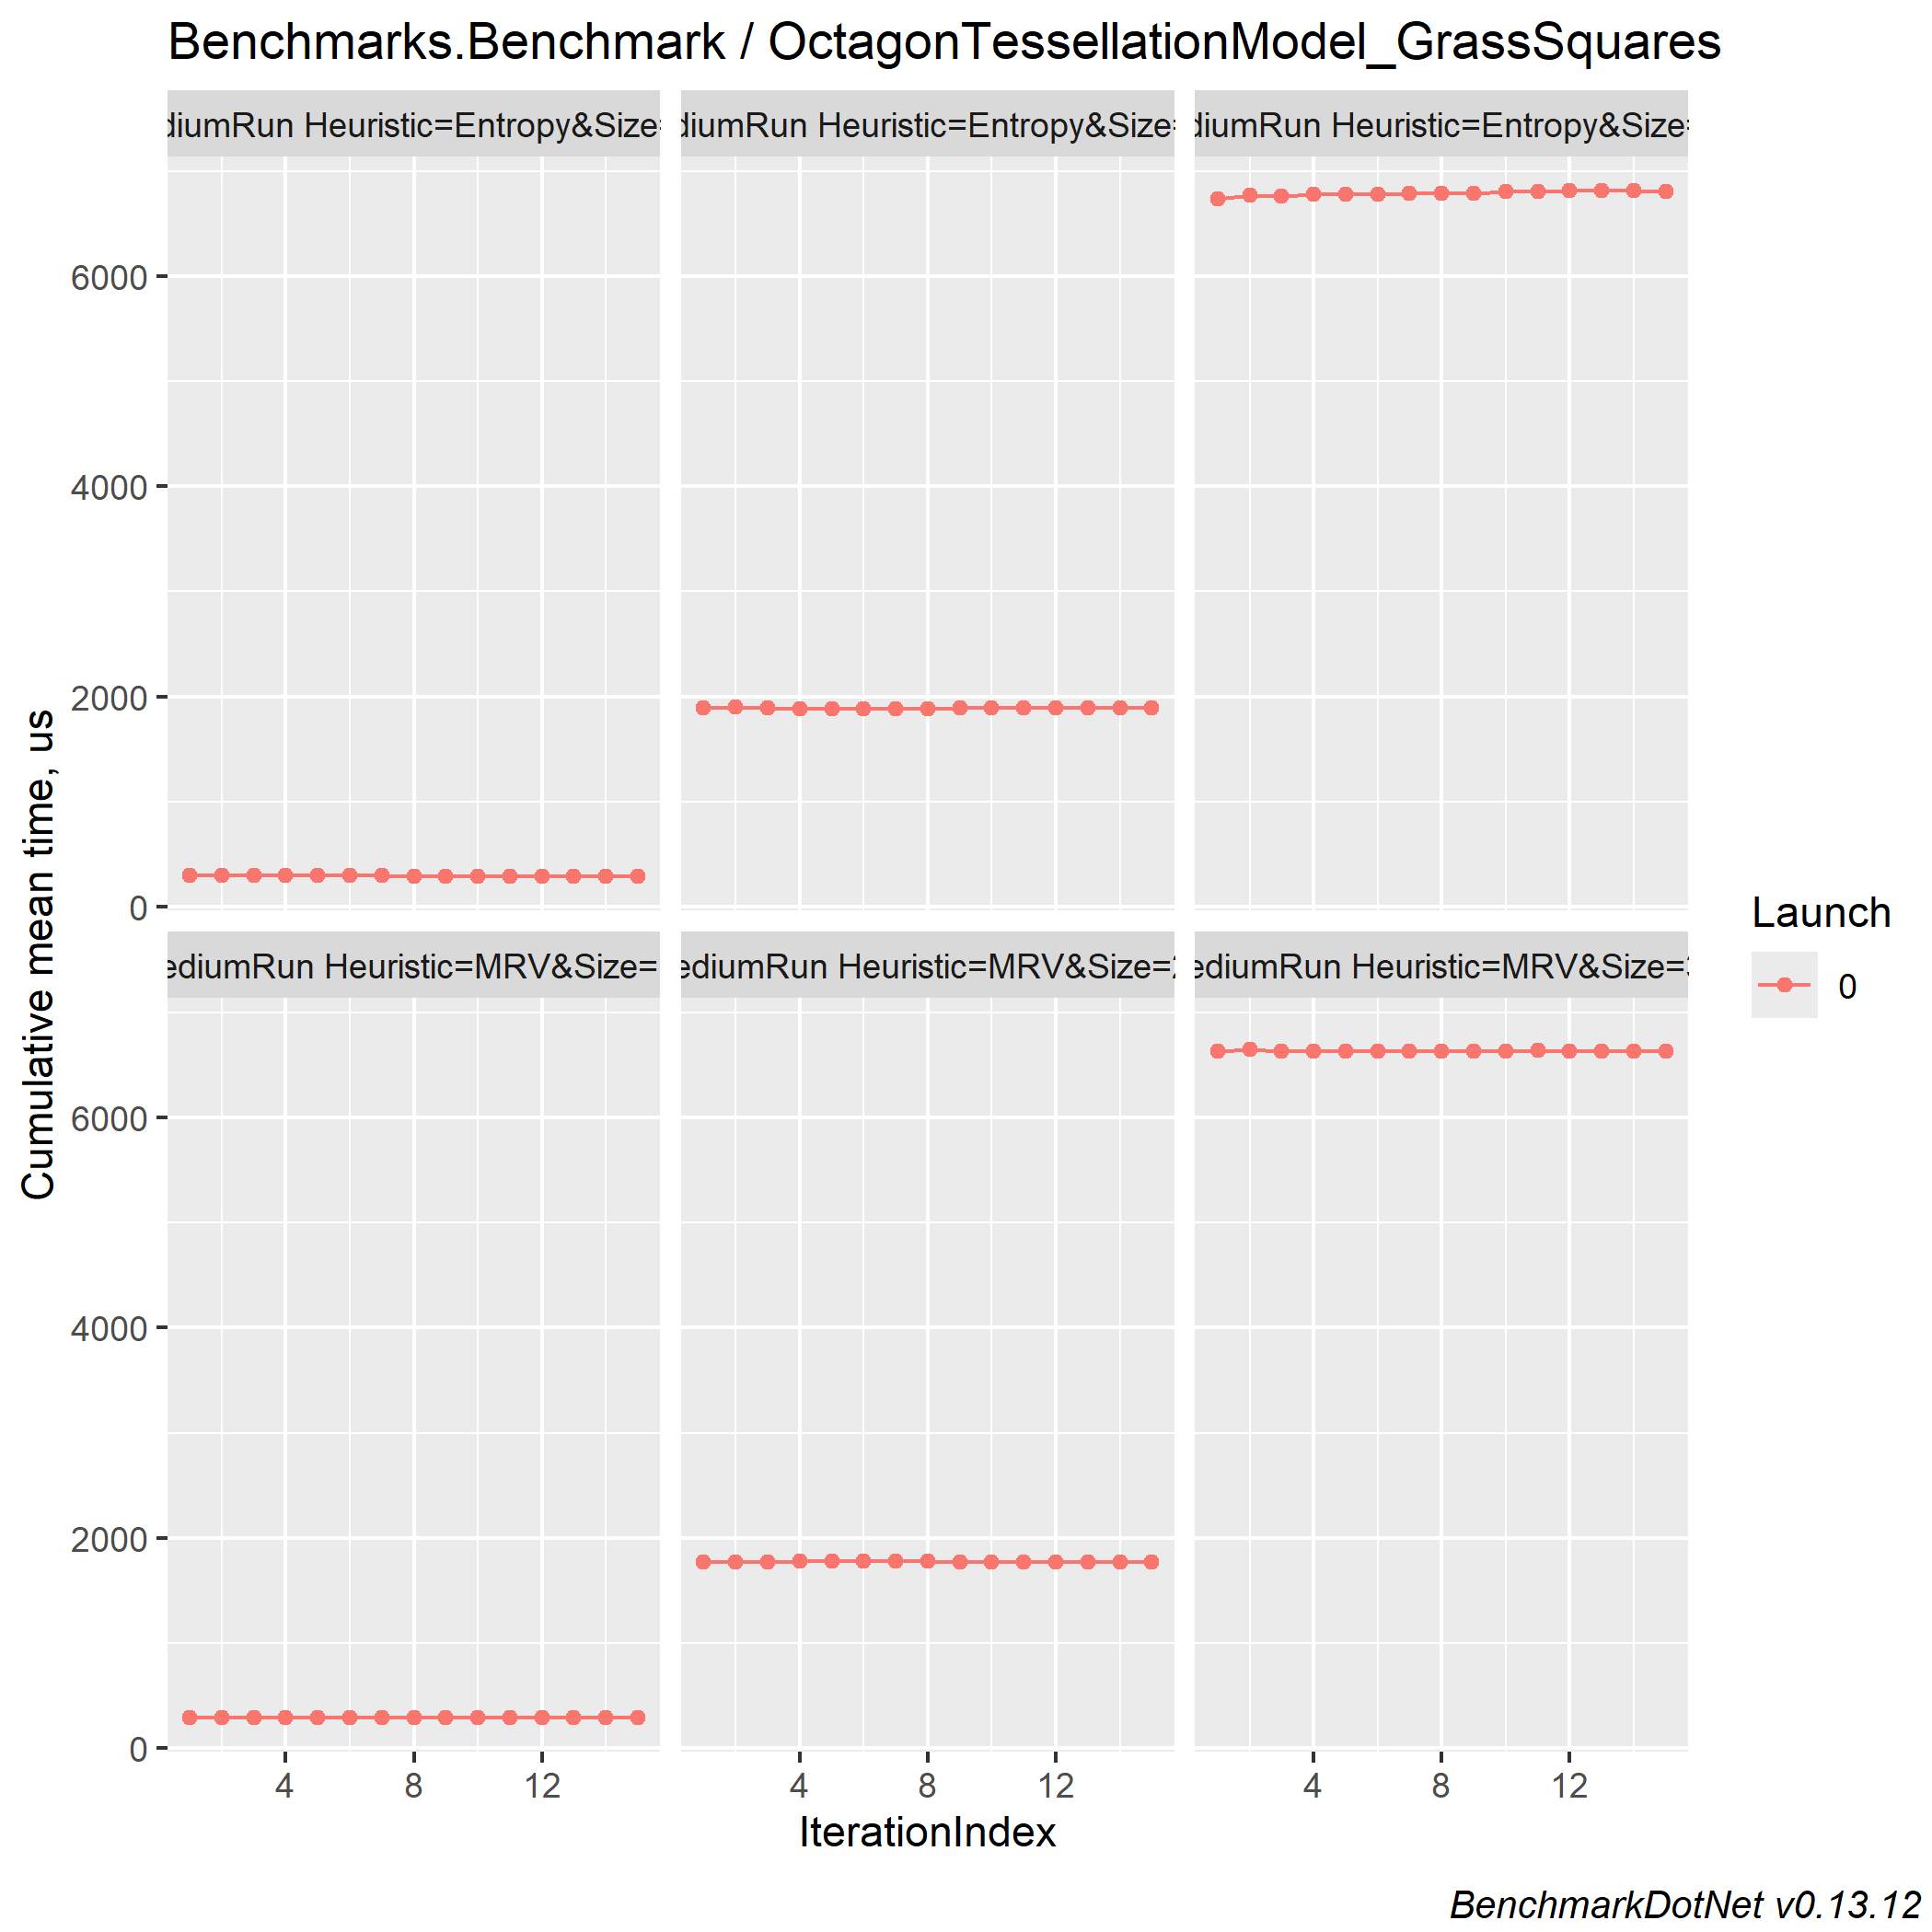 Benchmarks.Benchmark / OctagonTessellationModel_GrassSquares
diumRun Heuristic=Entropy&Size=
diumRun Heuristic=Entropy&Size=
diumRun Heuristic=Entropy&Size=
6000
4000
2000
0
ediumRun Heuristic=MRV&Size=
ediumRun Heuristic=MRV&Size=2
ediumRun Heuristic=MRV&Size=3
6000
4000
2000
0
4 8 12
4 8 12
4 8 12
IterationIndex
Cumulative mean time, us
Launch
0
BenchmarkDotNet v0.13.12